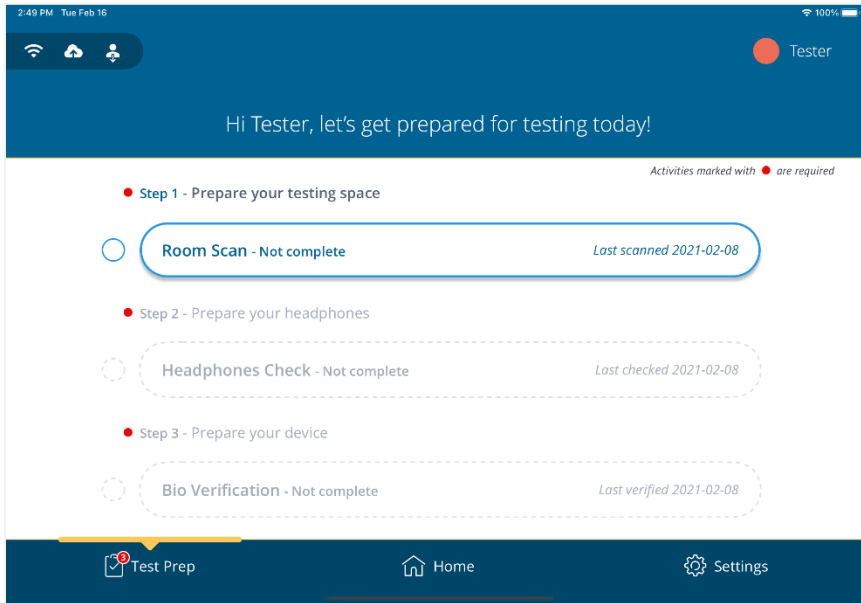 2:49 PM Tue Feb 16 100%
Tester
Hi Tester, let's get prepared for testing today!
Activities marked with are required
Step 1 - Prepare your testing space
Room Scan - Not complete Last scanned 2021-02-08
Step 2 - Prepare your headphones
Headphones Check - Not complete Last checked 2021-02-08
Step 3 - Prepare your device
Bio Verification - Not complete Last verified 2021-02-08
3
Test Prep Home Settings